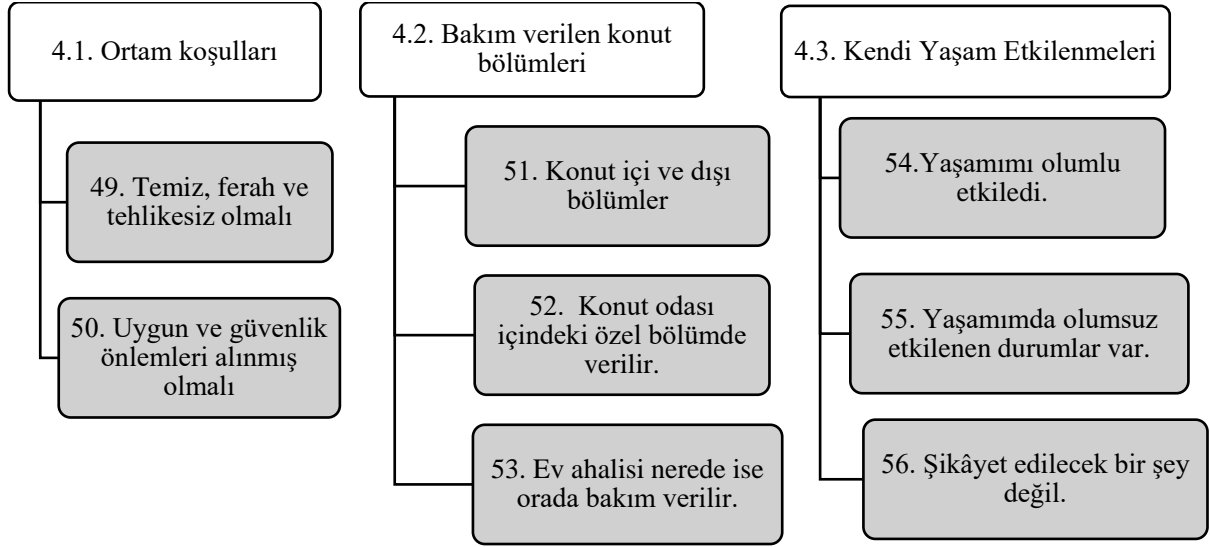 4.1. Ortam koşulları
49. Temiz, ferah ve
tehlikesiz olmalı
50. Uygun ve güvenlik
önlemleri alınmış
olmalı
4.2. Bakım verilen konut
bölümleri
51. Konut içi ve dışı
bölümler
52. Konut odası
içindeki özel bölümde
verilir.
53. Ev ahalisi nerede ise
orada bakım verilir.
4.3. Kendi Yaşam Etkilenmeleri
54.Yaşamımı olumlu
etkiledi.
55. Yaşamımda olumsuz
etkilenen durumlar var.
56. Şikâyet edilecek bir şey
değil.